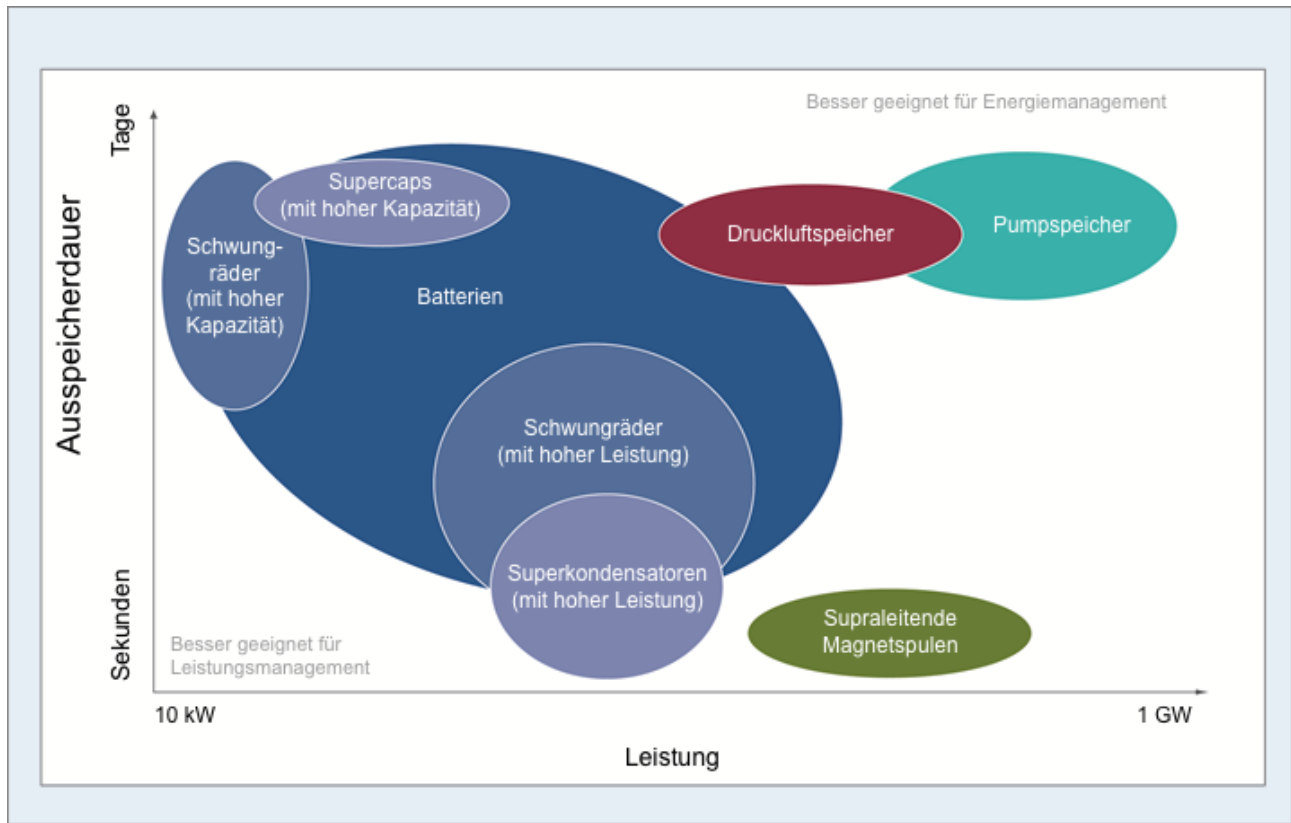 Besser geeignet für Energiemanagement
Tage
Ausspeicherdauer
Sekunden
Supercaps
(mit hoher Kapazität)
Schwung-
räder
(mit hoher
Kapazität)
Batterien
Druckluftspeicher
Pumpspeicher
Schwungräder
(mit hoher Leistung)
Superkondensatoren
(mit hoher Leistung)
Supraleitende
Magnetspulen
Besser geeignet für
Leistungsmanagement
10 kW
1 GW
Leistung